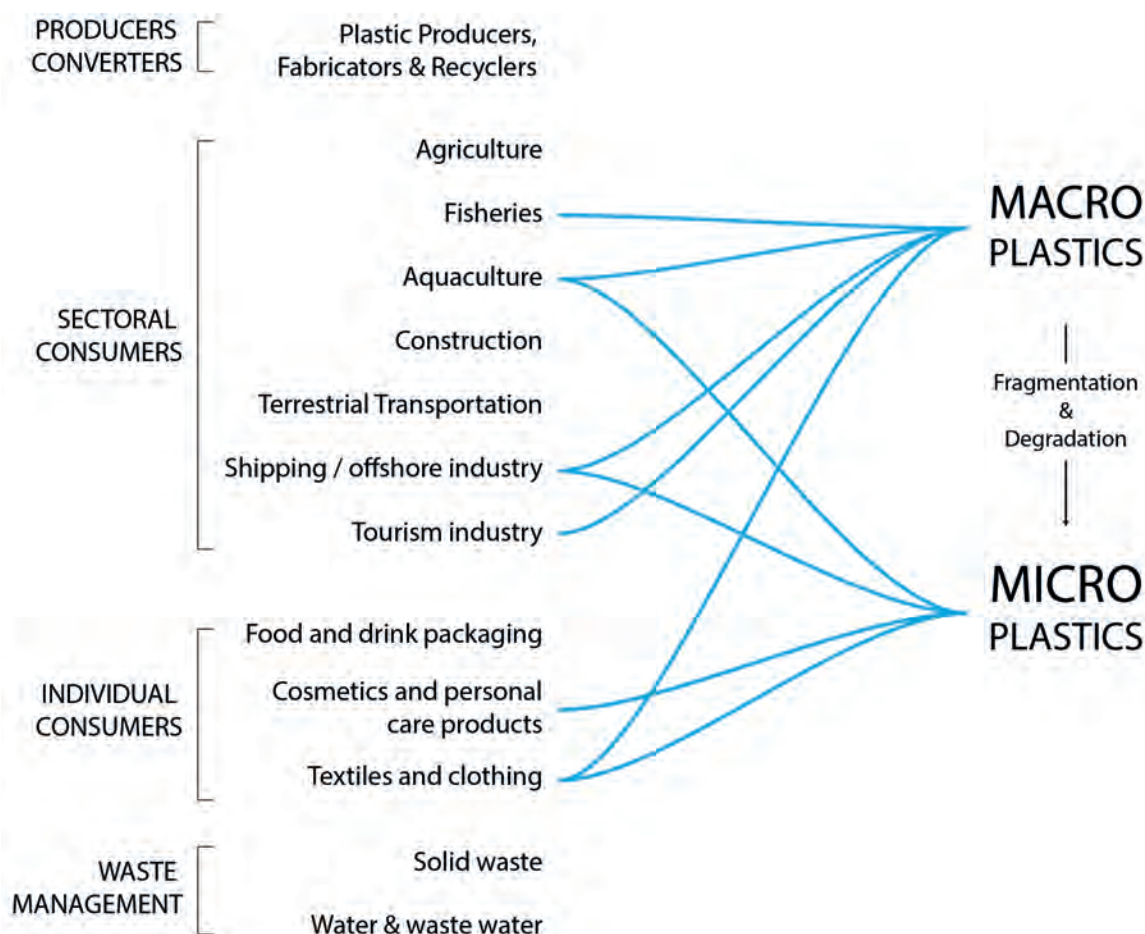 PRODUCERS
CONVERTERS
Plastic Producers,
Fabricators & Recyclers
SECTORAL
CONSUMERS
Agriculture
Fisheries
Aquaculture
Construction
Terrestrial Transportation
Shipping / offshore industry
Tourism industry
INDIVIDUAL
CONSUMERS
Food and drink packaging
Cosmetics and personal
care products
Textiles and clothing
WASTE
MANAGEMENT
Solid waste
Water & waste water
MACRO
PLASTICS
Fragmentation
&
Degradation
MICRO
PLASTICS